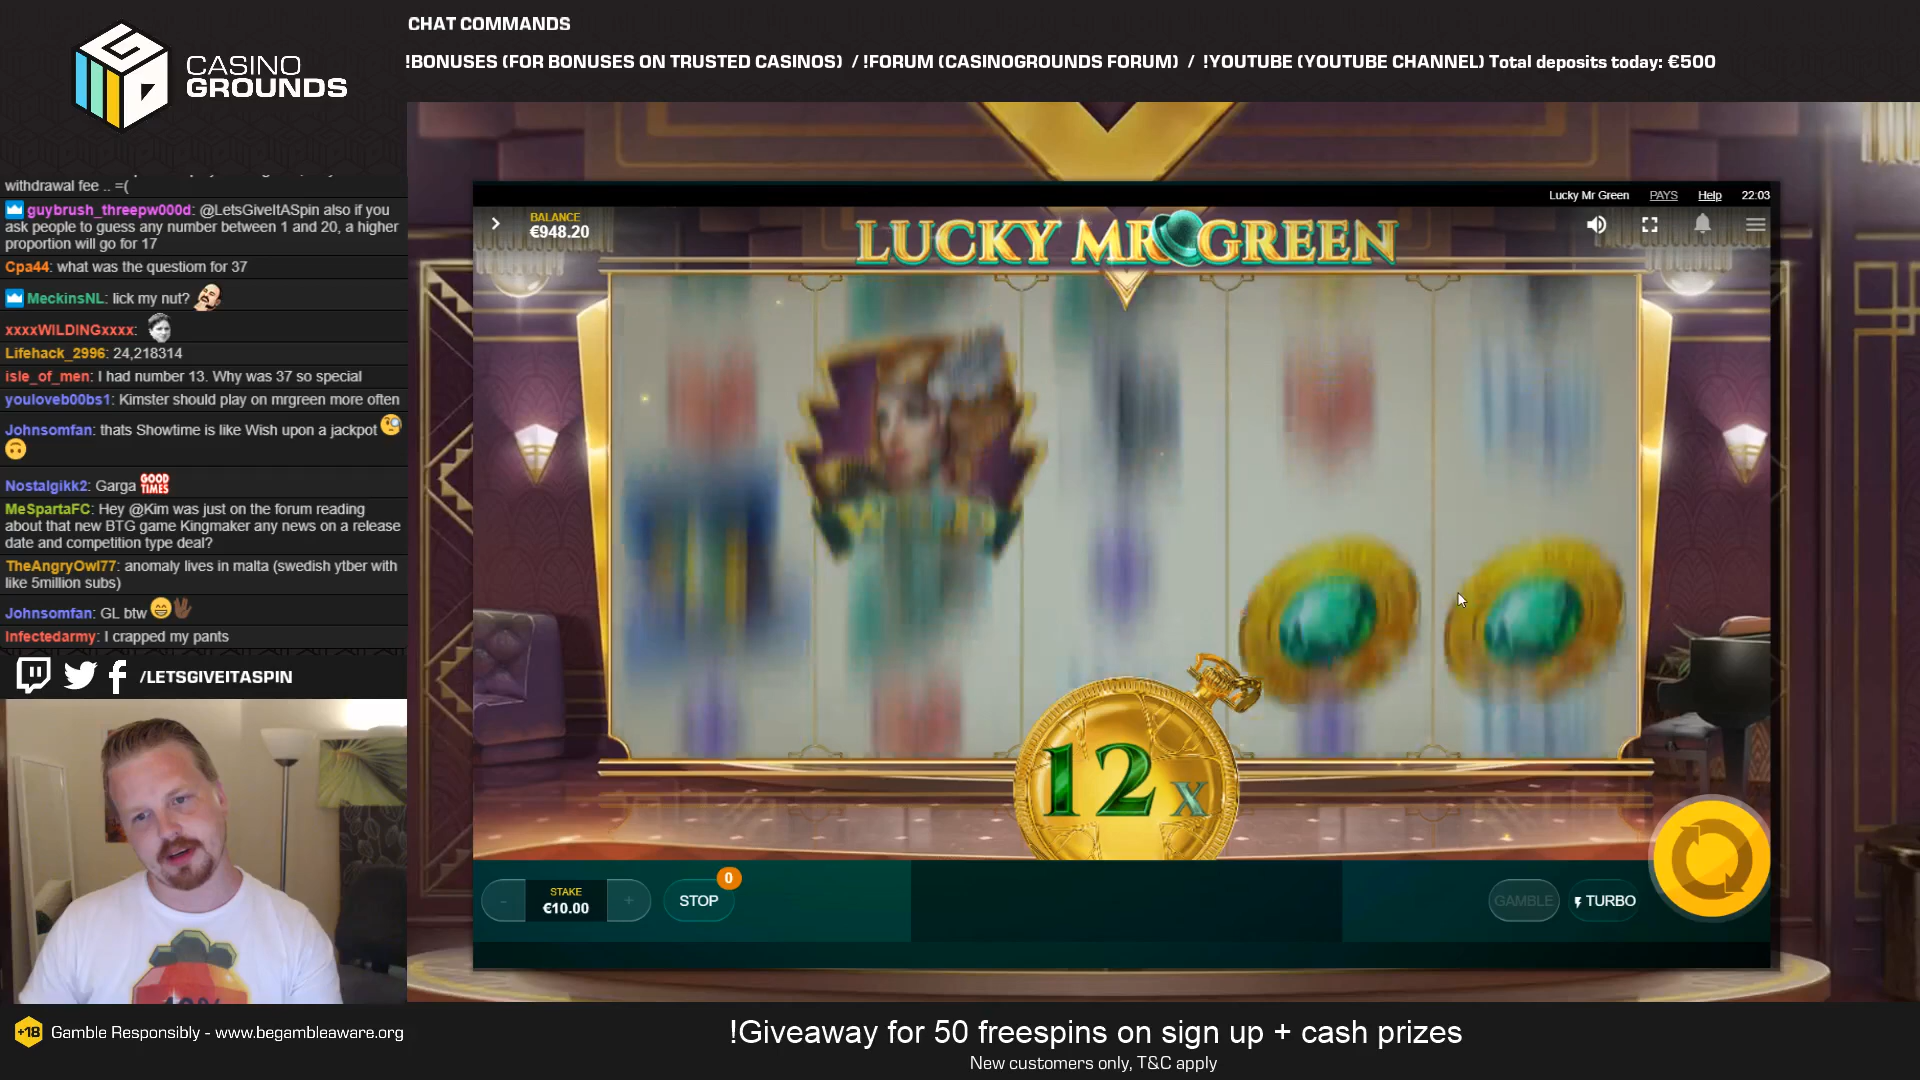 CASINO
GROUNDS
CHAT COMMANDS
!BONUSES (FOR BONUSES ON TRUSTED CASINOS) / !FORUM (CASINOGROUNDS FORUM) / !YOUTUBE (YOUTUBE CHANNEL) Total deposits today: €500
withdrawal fee .. =(
guybrush_threepw000d: @LetsGiveItASpin also if you
ask people to guess any number between 1 and 20, a higher
proportion will go for 17
Cpa44: what was the questiom for 37
MeckinsNL: lick my nut?
xxxxWILDINGxxxx:
Lifehack_2996: 24,218314
isle_of_men: I had number 13. Why was 37 so special
youloveb00bs1: Kimster should play on mrgreen more often
Johnsomfan: thats Showtime is like Wish upon a jackpot
Nostalgikk2: Garga GOOD TIMES
MeSpartaFC: Hey @Kim was just on the forum reading
about that new BTG game Kingmaker any news on a release
date and competition type deal?
TheAngryOwl77: anomaly lives in malta (swedish ytber with
like 5million subs)
Johnsomfan: GL btw
Infectedarmy: I crapped my pants
/LETSGIVEITASPIN
Lucky Mr Green PAYS Help 22:03
BALANCE
€948.20
LUCKY MR GREEN
12x
STAKE
- €10.00 +
STOP
0
GAMBLE
TURBO
+18 Gamble Responsibly - www.begambleaware.org
!Giveaway for 50 freespins on sign up + cash prizes
New customers only, T&C apply